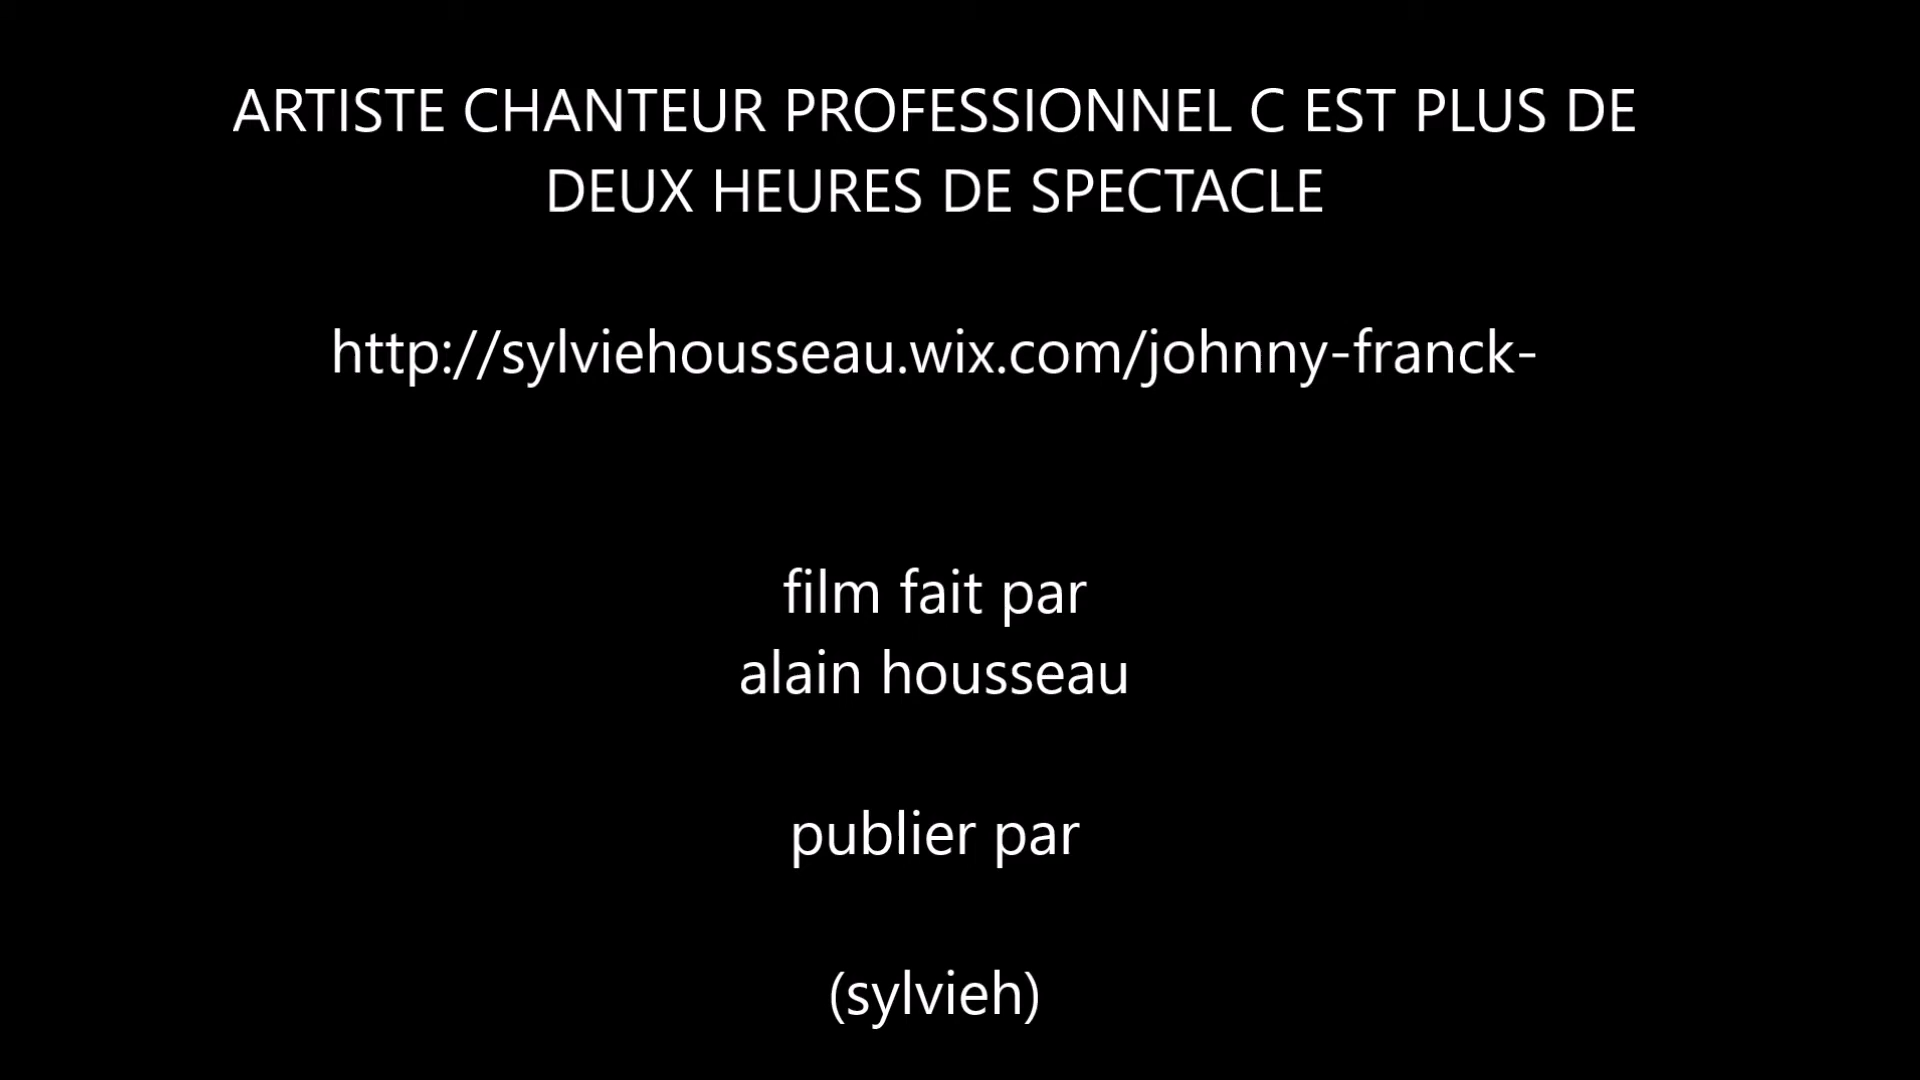 ARTISTE CHANTEUR PROFESSIONNEL C EST PLUS DE
DEUX HEURES DE SPECTACLE
http://sylviehousseau.wix.com/johnny-franck-
film fait par
alain housseau
publier par
(sylvieh)